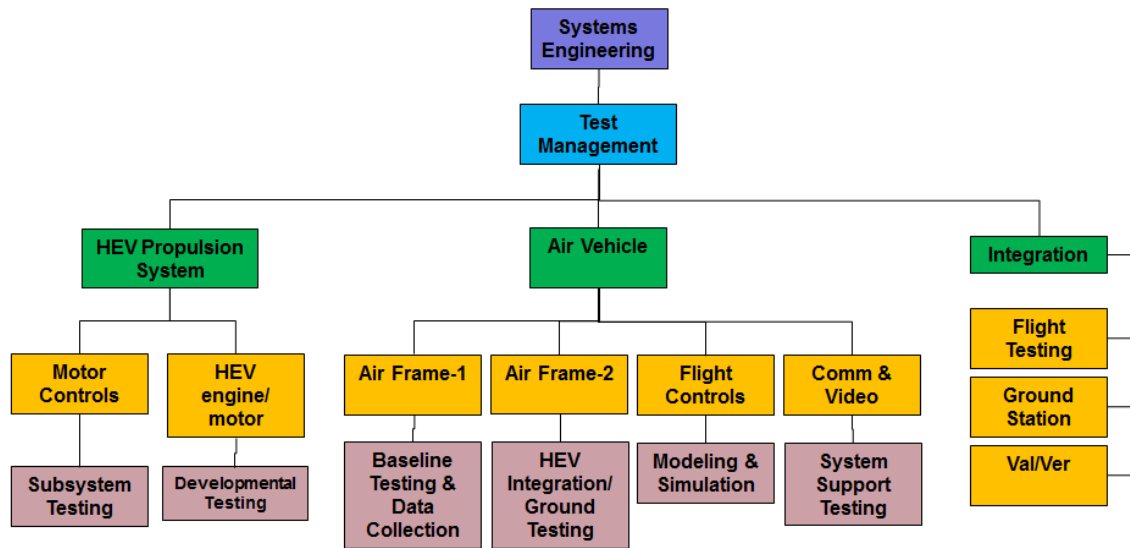 Systems
Engineering
Test
Management
HEV Propulsion
System
Air Vehicle
Integration
Motor
Controls
HEV
engine/
motor
Air Frame-1
Air Frame-2
Flight
Controls
Comm &
Video
Flight
Testing
Ground
Station
Val/Ver
Subsystem
Testing
Developmental
Testing
Baseline
Testing &
Data
Collection
HEV
Integration/
Ground
Testing
Modeling &
Simulation
System
Support
Testing